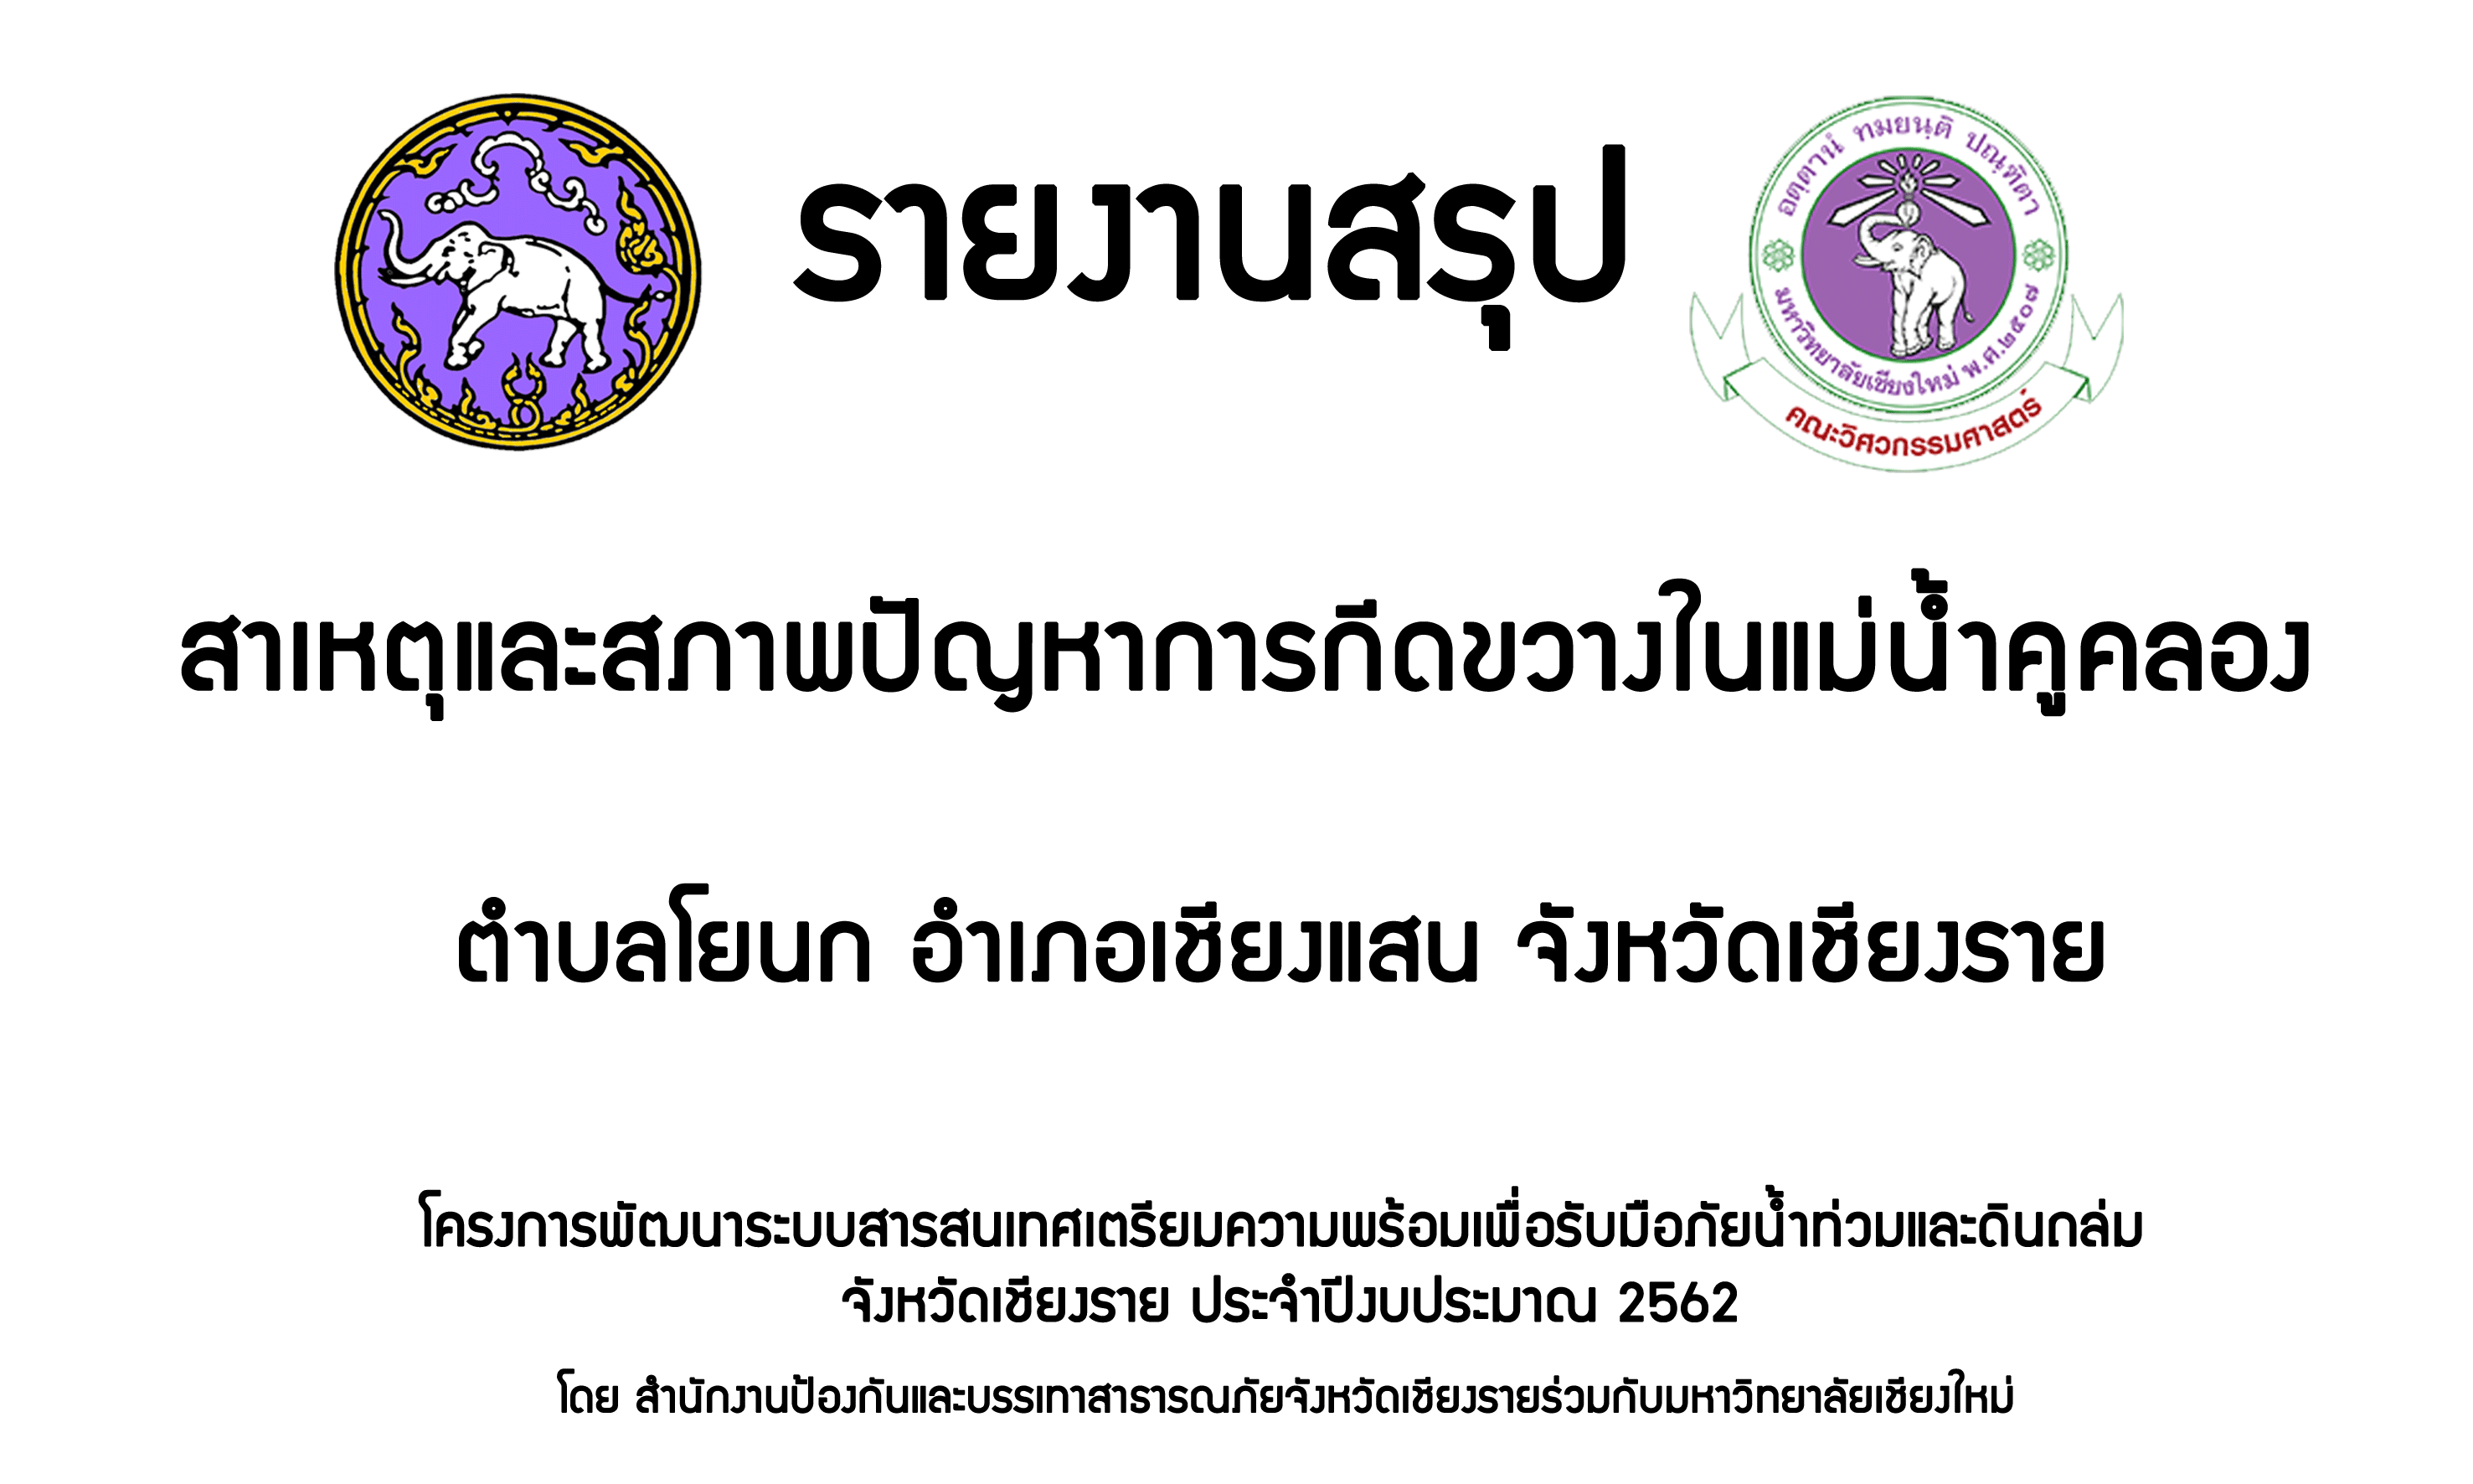 รายงานสรุป
อตฺตานํ ทมยนฺติ ปณฺฑิตา
มหาวิทยาลัยเชียงใหม่ พ.ศ.๒๕๐๗
คณะวิศวกรรมศาสตร์
สาเหตุและสภาพปัญหาการกีดขวางในแม่น้ำคูคลอง
ตำบลโยนก อำเภอเชียงแสน จังหวัดเชียงราย
โครงการพัฒนาระบบสารสนเทศเตรียมความพร้อมเพื่อรับมือภัยน้ำท่วมและดินถล่ม
จังหวัดเชียงราย ประจำปีงบประมาณ 2562
โดย สำนักงานป้องกันและบรรเทาสาธารณภัยจังหวัดเชียงรายร่วมกับมหาวิทยาลัยเชียงใหม่